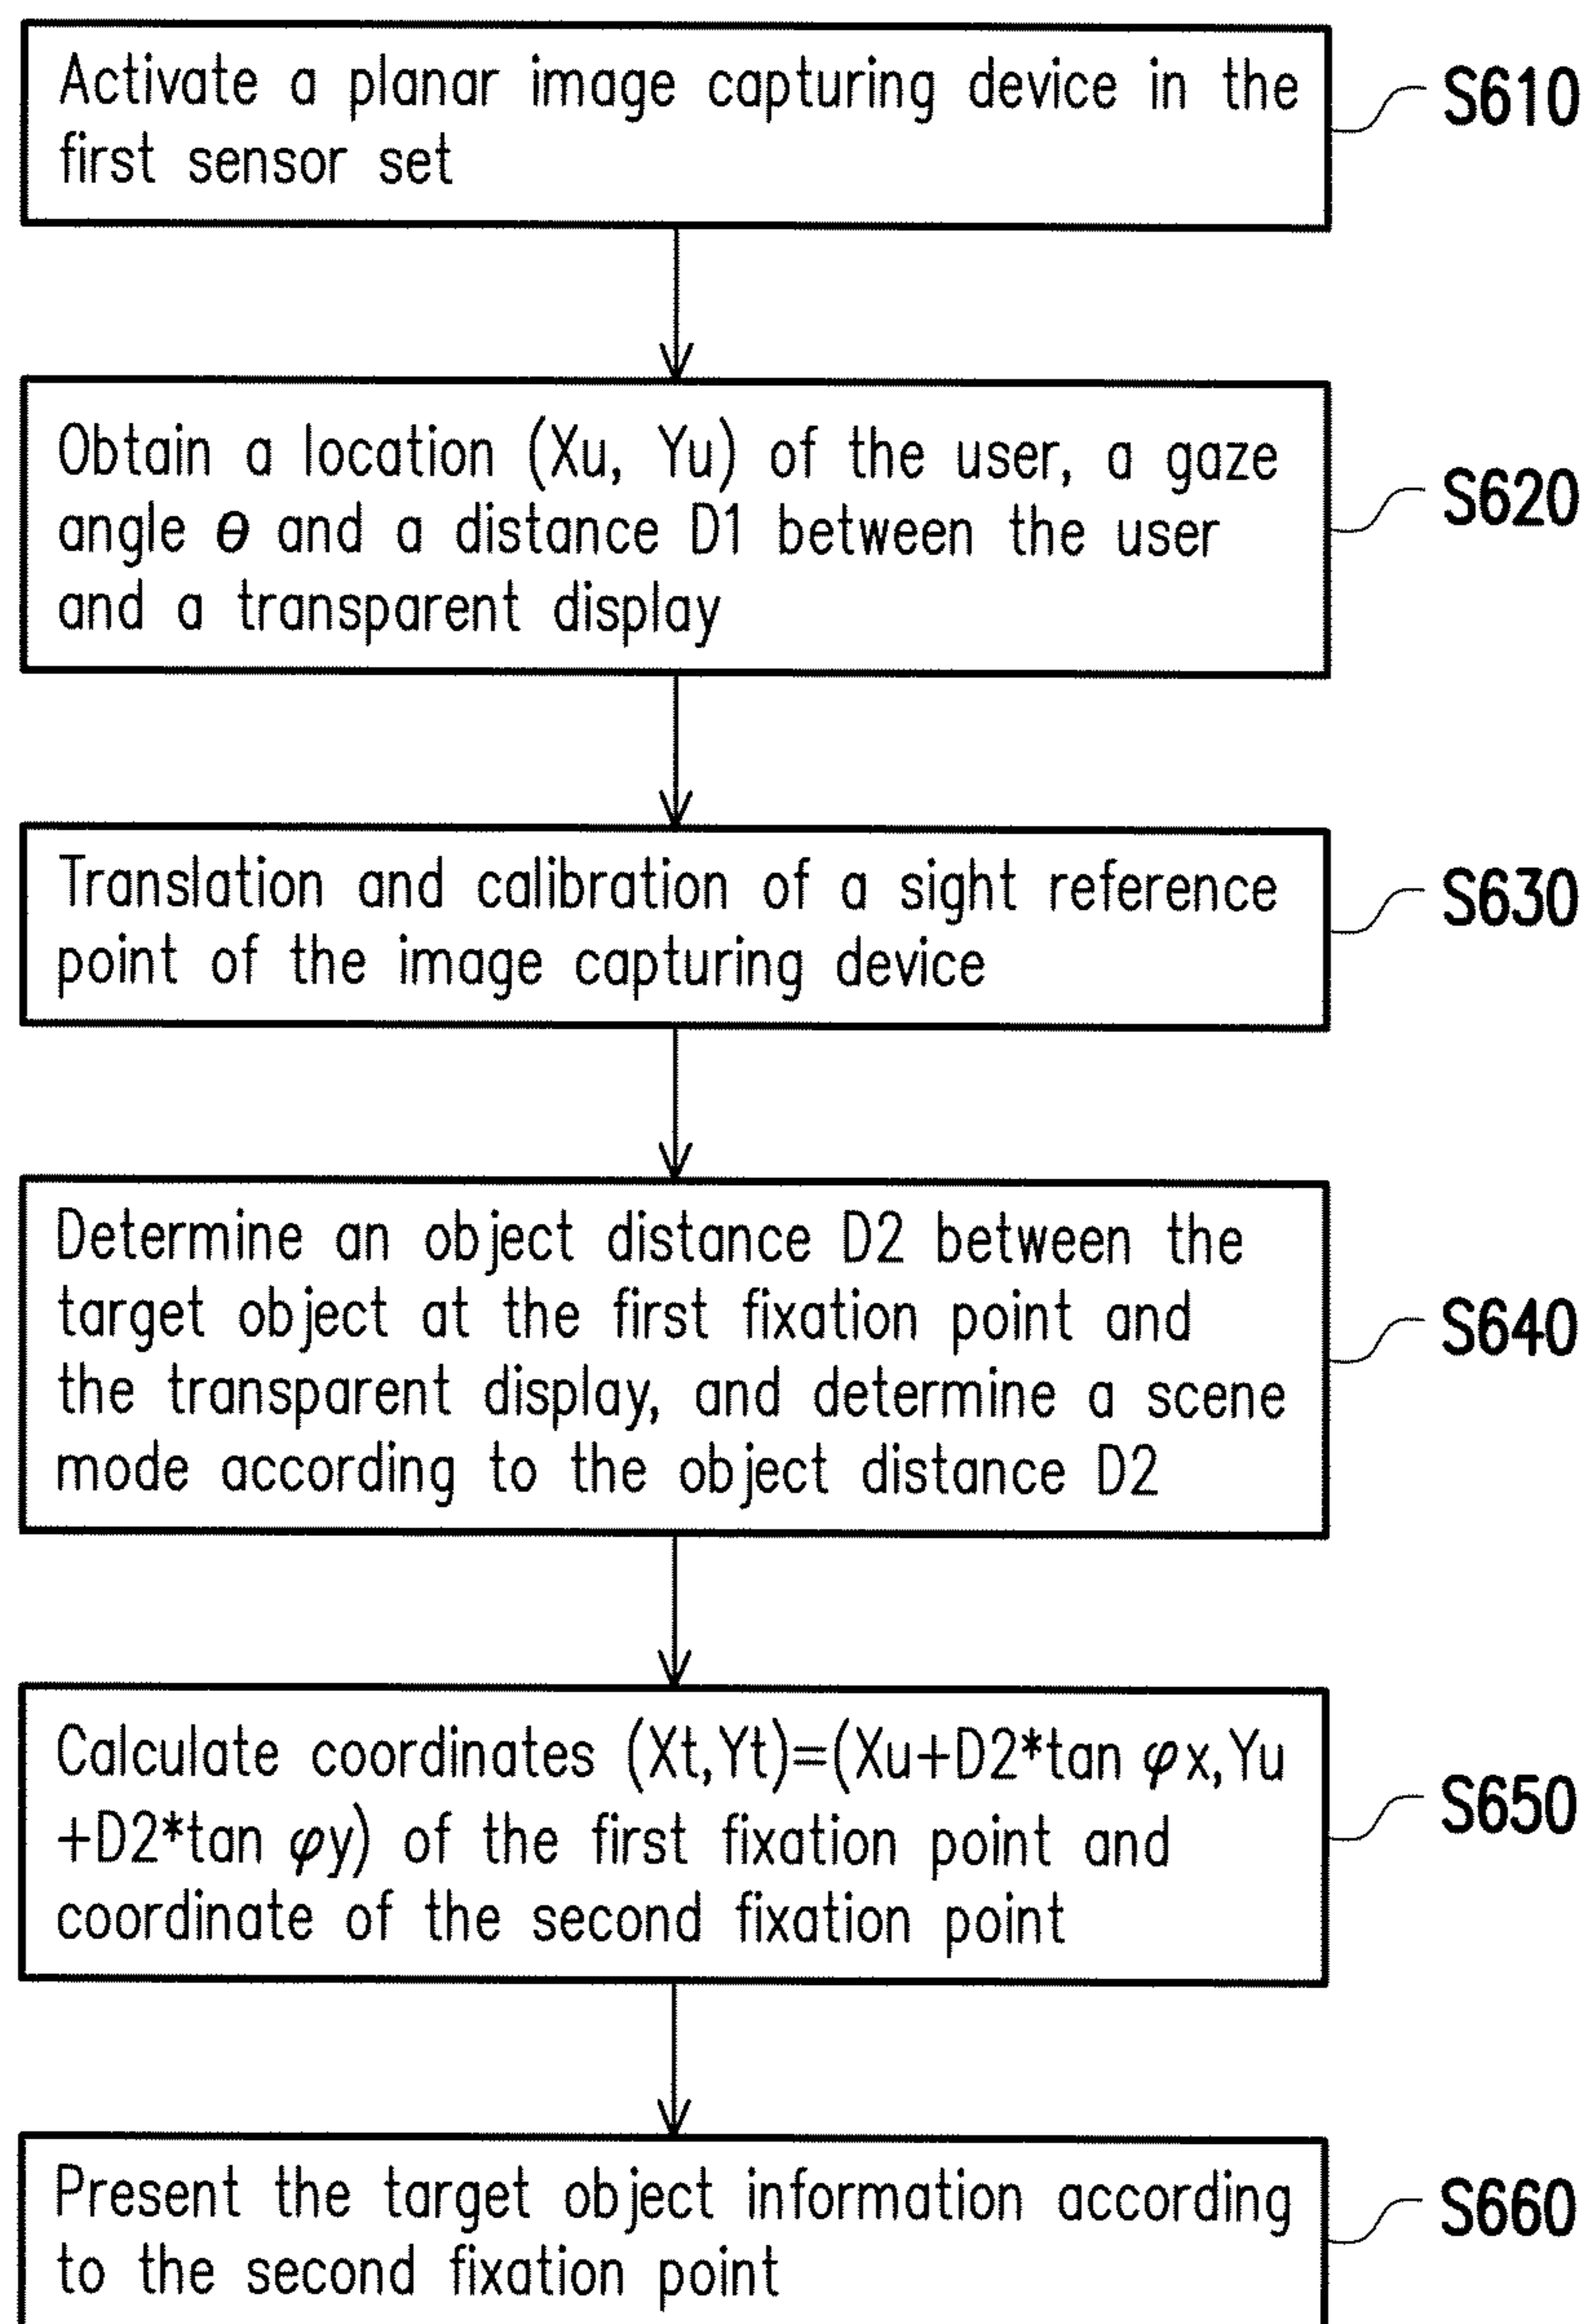 Activate a planar image capturing device in the
first sensor set
S610
Obtain a location (Xu, Yu) of the user, a gaze
angle θ and a distance D1 between the user
and a transparent display
S620
Translation and calibration of a sight reference
point of the image capturing device
S630
Determine an object distance D2 between the
target object at the first fixation point and
the transparent display, and determine a scene
mode according to the object distance D2
S640
Calculate coordinates (Xt,Yt)=(Xu+D2*tan φx,Yu
+D2*tan φy) of the first fixation point and
coordinate of the second fixation point
S650
Present the target object information according
to the second fixation point
S660